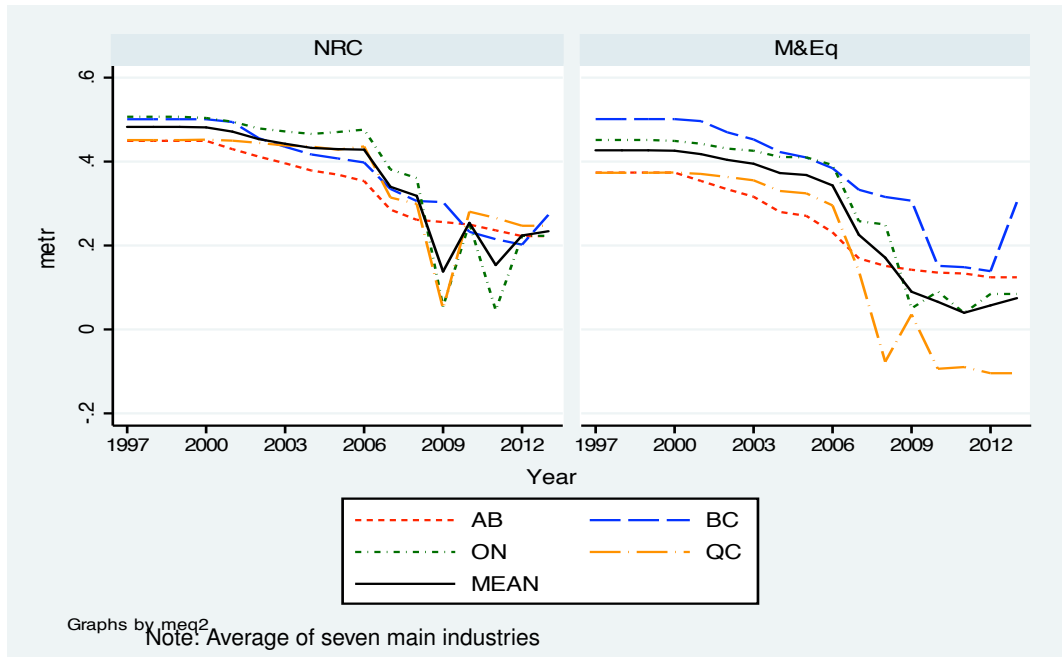 NRC M&Eq
metr
.6
.4
.2
0
-.2
1997 2000 2003 2006 2009 2012 1997 2000 2003 2006 2009 2012
Year
AB BC
ON QC
MEAN
Graphs by meq2
Note: Average of seven main industries